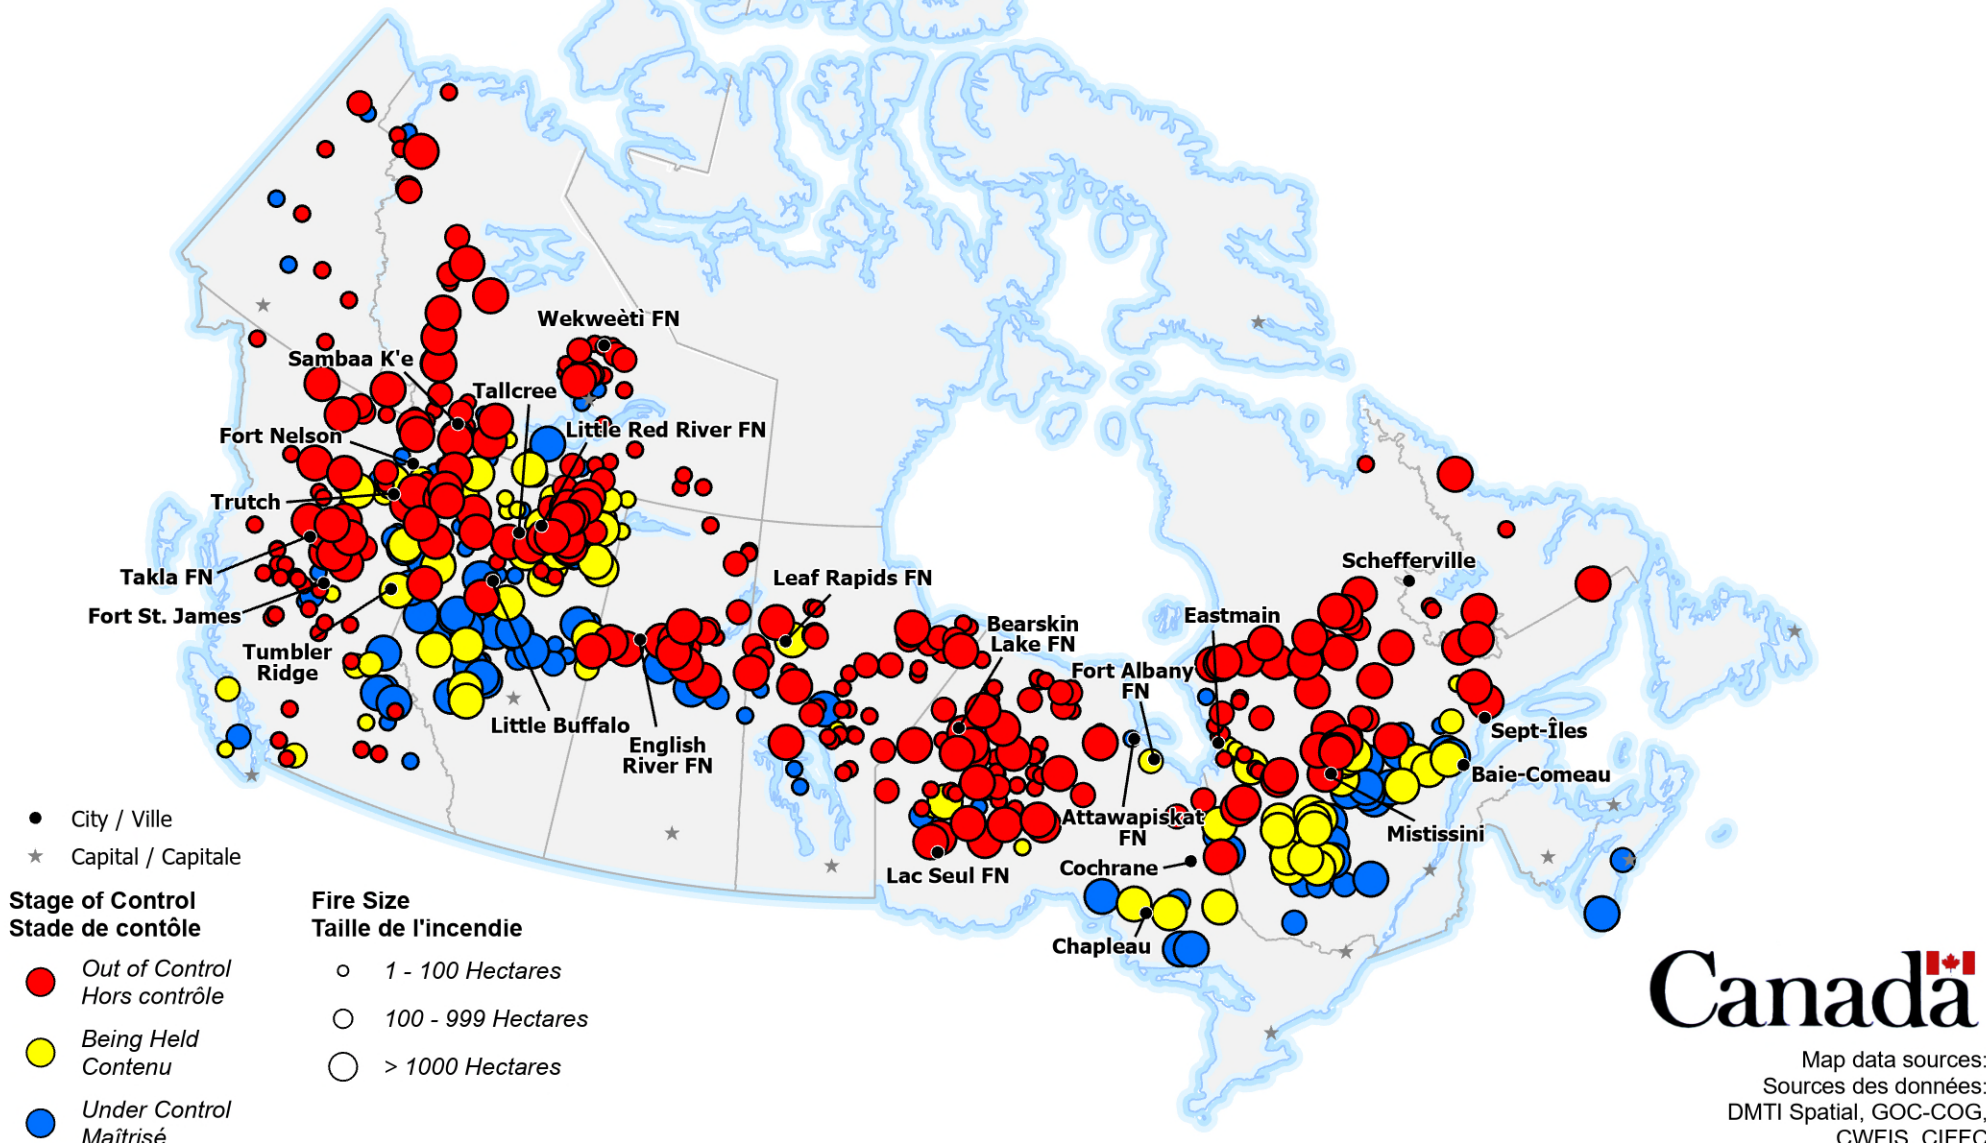 Wekweètì FN
Sambaa K'e
Tallcree
Fort Nelson
Little Red River FN
Trutch
Takla FN
Fort St. James
Tumbler
Ridge
Leaf Rapids FN
Bearskin
Lake FN
Fort Albany
FN
Eastmain
Schefferville
Little Buffalo
English
River FN
Sept-Îles
Baie-Comeau
Attawapiskat
FN
Mistissini
Cochrane
Lac Seul FN
Chapleau
City / Ville
Capital / Capitale
Stage of Control
Stade de contôle
Out of Control
Hors contrôle
Being Held
Contenu
Under Control
Maîtrisé
Fire Size
Taille de l'incendie
1 - 100 Hectares
100 - 999 Hectares
> 1000 Hectares
Canada
Map data sources:
Sources des données:
DMTI Spatial, GOC-COG,
CWFIS, CIFFC